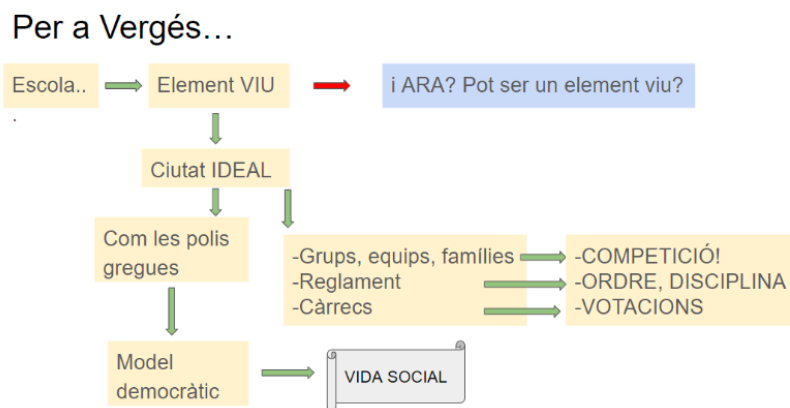 Per a Vergés…
Escola..
.
Element VIU
i ARA? Pot ser un element viu?
Ciutat IDEAL
Com les polis
gregues
-Grups, equips, famílies
-Reglament
-Càrrecs
-COMPETICIÓ!
-ORDRE, DISCIPLINA
-VOTACIONS
Model
democràtic
VIDA SOCIAL